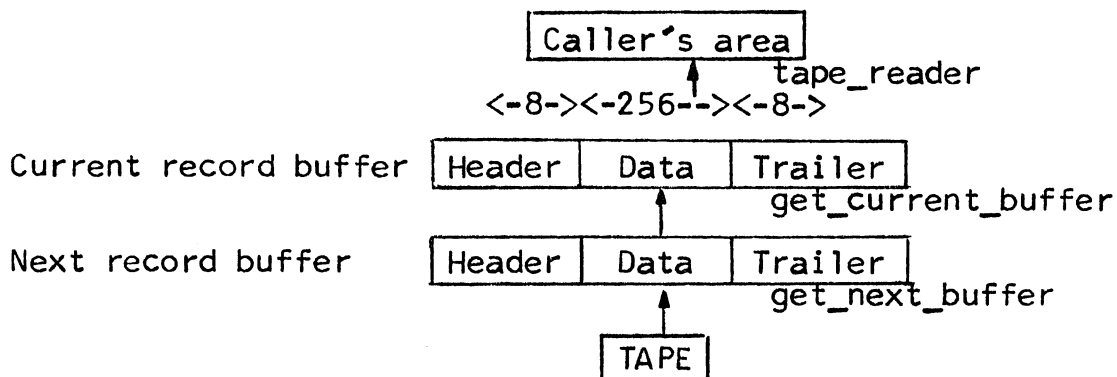 Caller's area
tape_reader
<-8-><-256--><-8->
Current record buffer Header Data Trailer
get_current_buffer
Next record buffer Header Data Trailer
get_next_buffer
TAPE